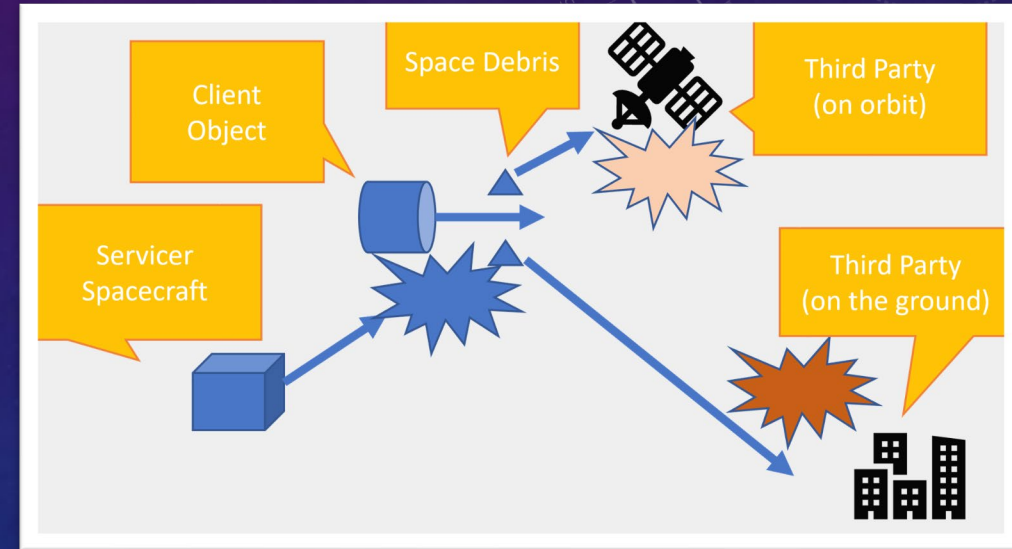 Client
Object
Space Debris
Third Party
(on orbit)
Servicer
Spacecraft
Third Party
(on the ground)